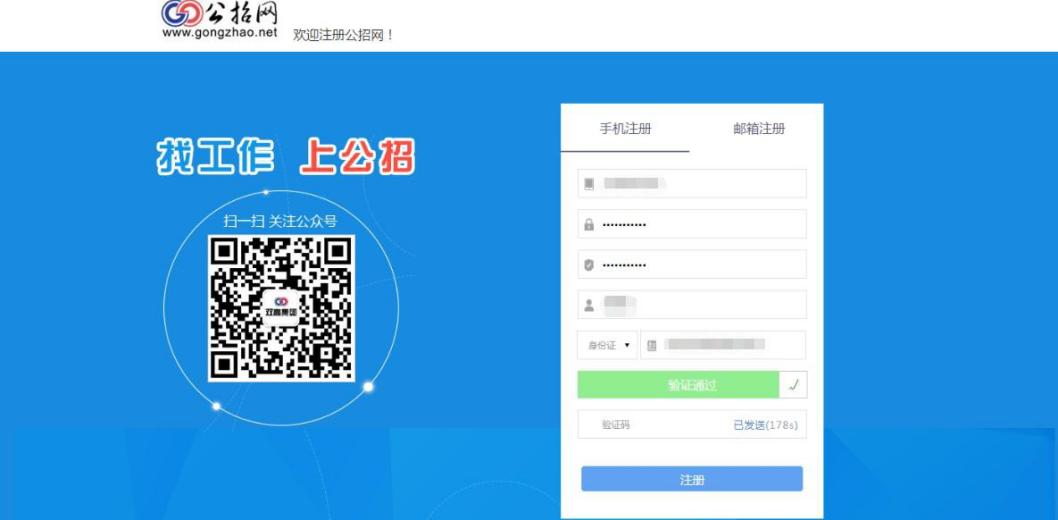 公招网
www.gongzhao.net
欢迎注册公招网！
找工作 上公招
扫一扫 关注公众号
双高集团
手机注册
邮箱注册
身份证
验证通过
验证码
已发送(178s)
注册